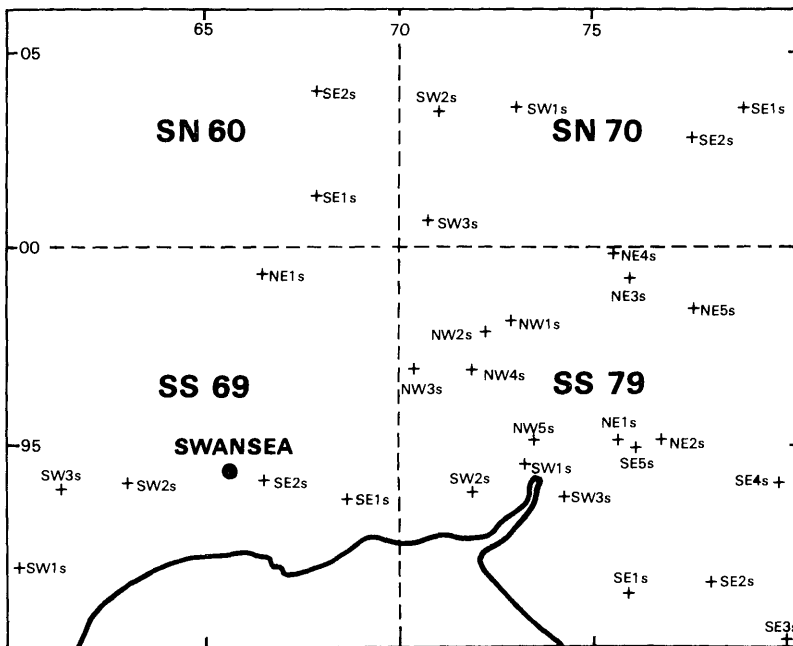 65 70 75
05
SE2s SW2s SW1s SE1s
SN 60 SN 70
SE2s
SE1s
SW3s
00
NE4s
NE1s
NE3s
NE5s
NW1s
NW2s
NW3s NW4s
SS 69 SS 79
95
NW5s NE1s
NE2s
SWANSEA
SE5s
SW1s
SW3s SW2s SE2s SW2s SE4s
SE1s SW3s
SW1s
SE1s SE2s
SE3s